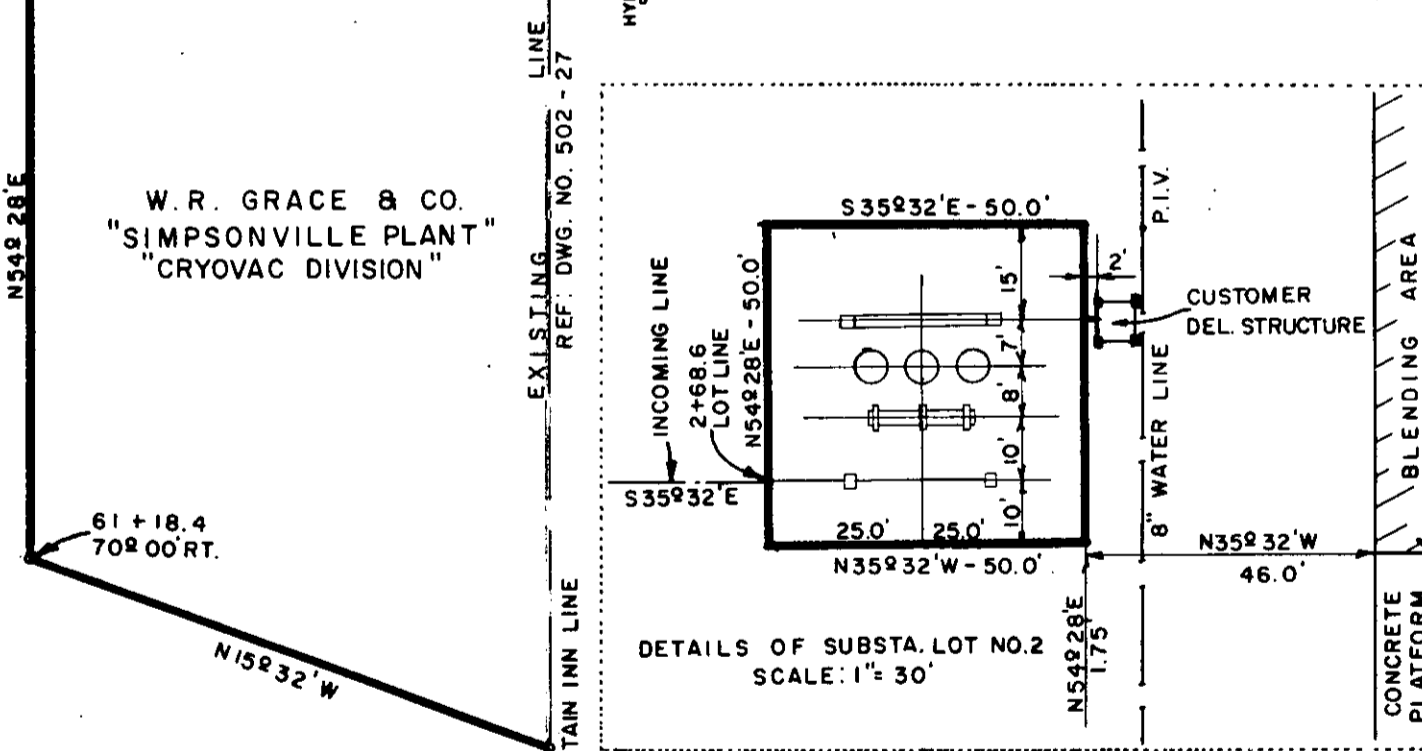 N54º28'E
W.R. GRACE & CO.
"SIMPSONVILLE PLANT"
"CRYOVAC DIVISION"
61+18.4
70º00'RT.
N15º32'W
EXISTING LINE
REF: DWG. NO. 502-27
TAIN INN LINE
HY
S35º32'E-50.0'
N54º28'E-50.0'
INCOMING LINE
2+68.6
LOT LINE
S35º32'E
15'
7'
8'
10'
10'
25.0'
25.0'
N35º32'W-50.0'
2'
P.I.V.
CUSTOMER
DEL. STRUCTURE
8" WATER LINE
BLENDING AREA
N35º32'W
46.0'
N54º28'E
1.75'
CONCRETE
PLATFORM
DETAILS OF SUBSTA. LOT NO.2
SCALE: 1"=30'